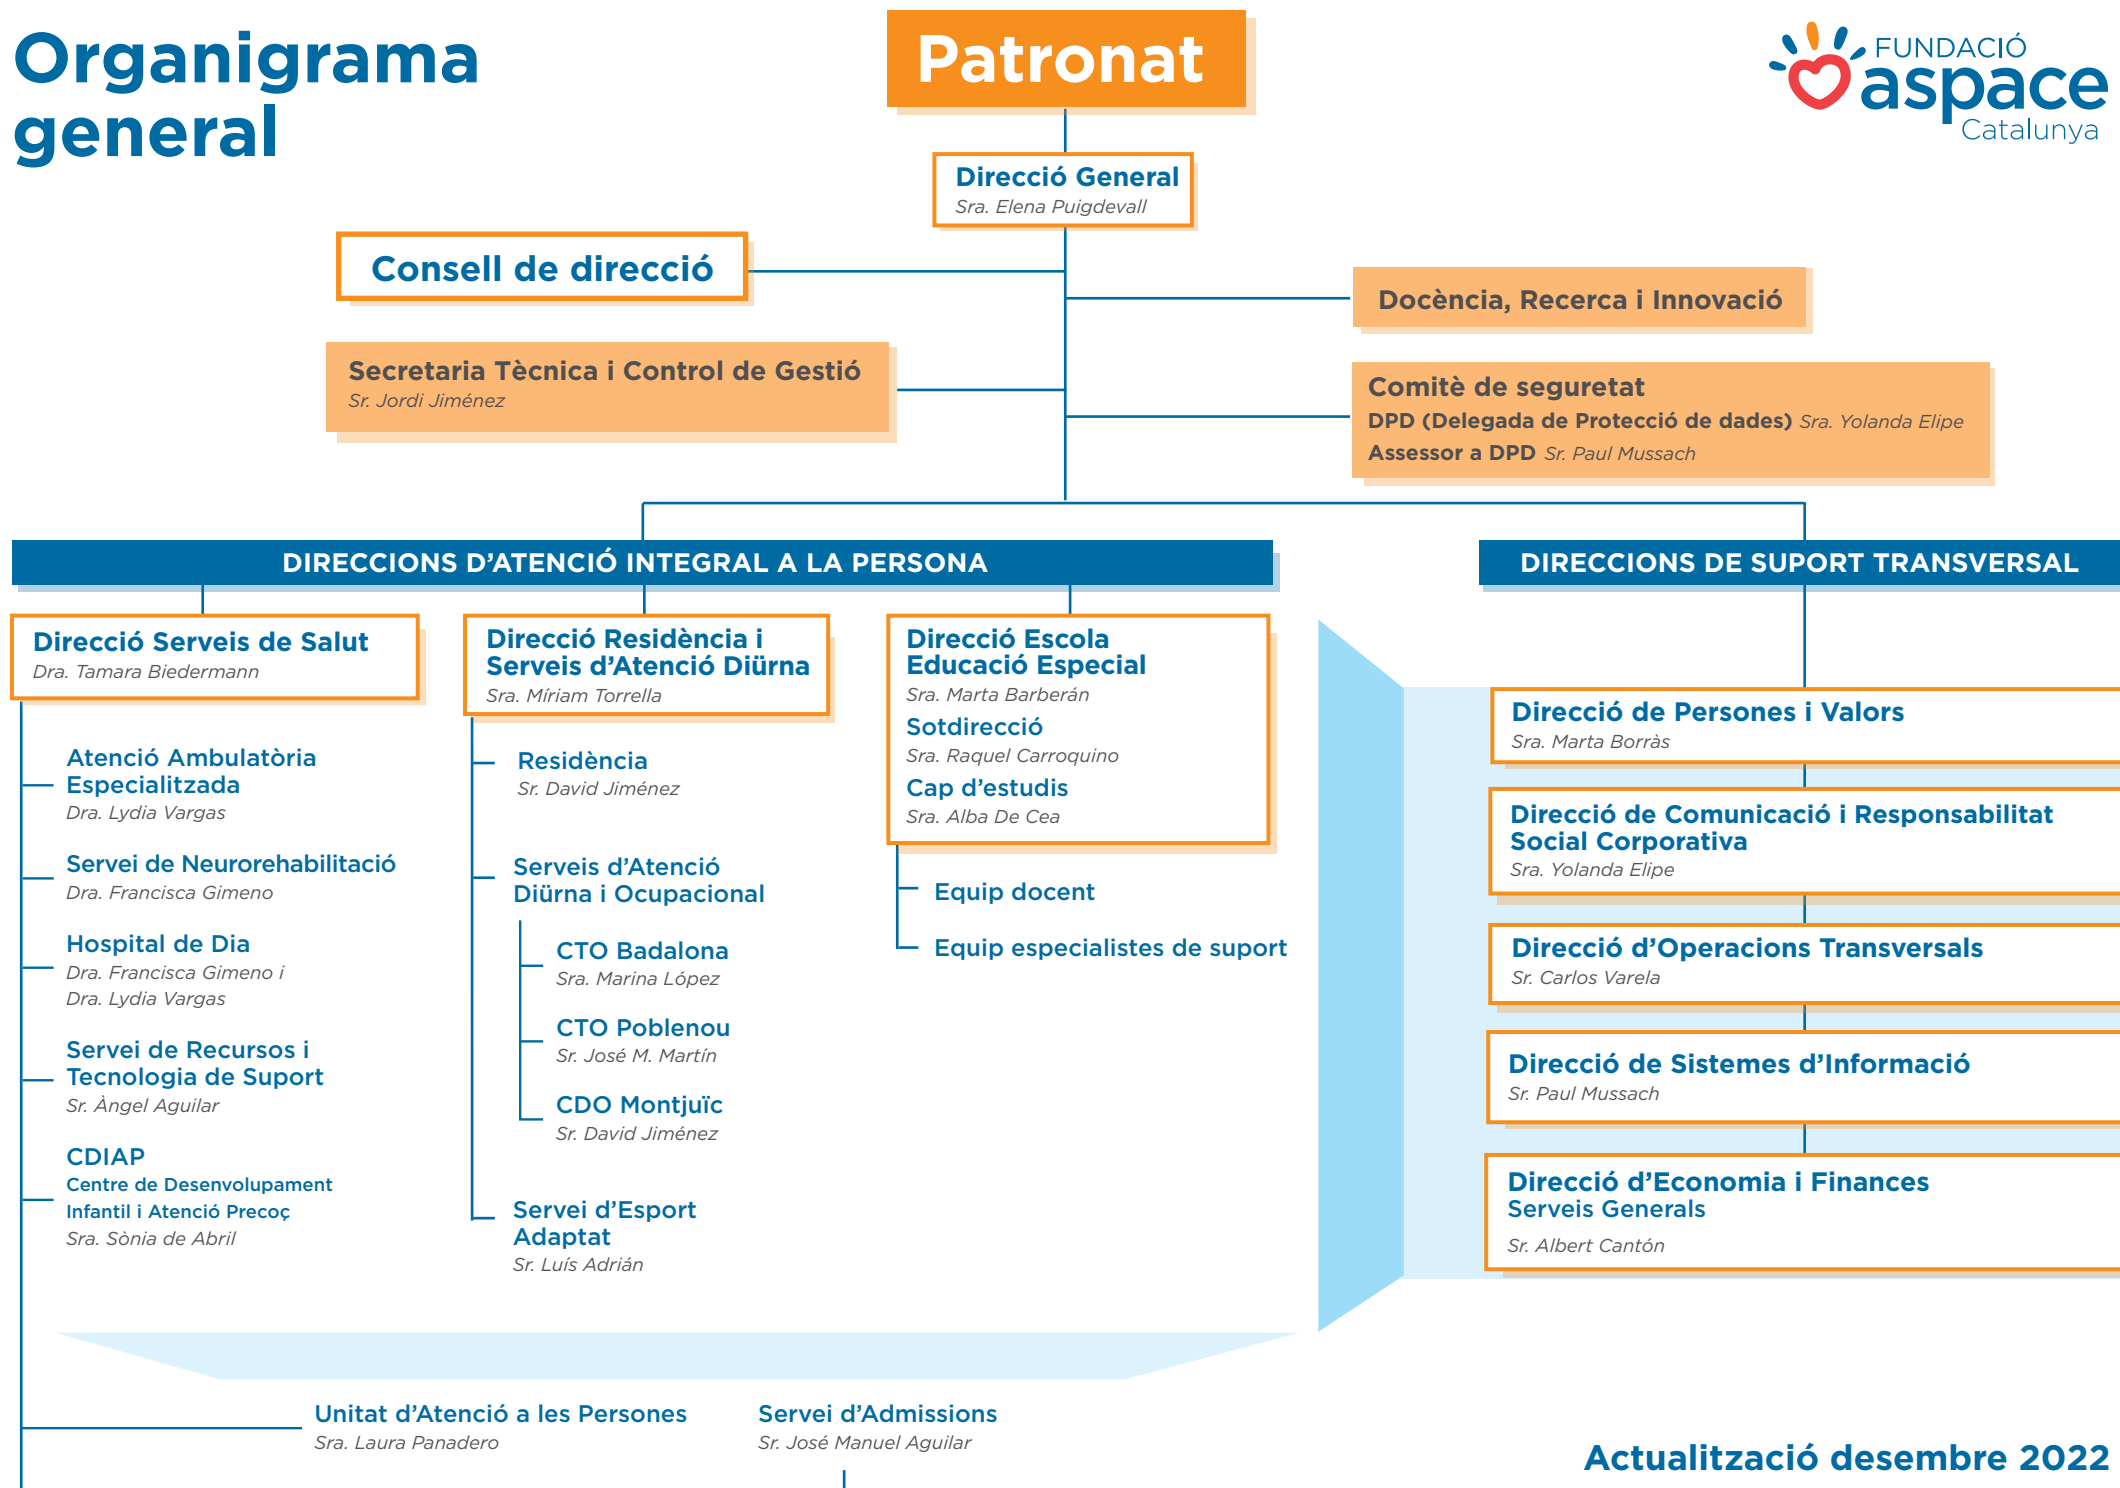 Organigrama
general
Patronat
FUNDACIÓ
aspace
Catalunya
Direcció General
Sra. Elena Puigdevall
Consell de direcció
Docència, Recerca i Innovació
Secretaria Tècnica i Control de Gestió
Sr. Jordi Jiménez
Comitè de seguretat
DPD (Delegada de Protecció de dades) Sra. Yolanda Elipe
Assessor a DPD Sr. Paul Mussach
DIRECCIONS D’ATENCIÓ INTEGRAL A LA PERSONA
DIRECCIONS DE SUPORT TRANSVERSAL
Direcció Serveis de Salut
Dra. Tamara Biedermann
Atenció Ambulatòria
Especialitzada
Dra. Lydia Vargas
Servei de Neurorehabilitació
Dra. Francisca Gimeno
Hospital de Dia
Dra. Francisca Gimeno i
Dra. Lydia Vargas
Servei de Recursos i
Tecnologia de Suport
Sr. Àngel Aguilar
CDIAP
Centre de Desenvolupament
Infantil i Atenció Precoç
Sra. Sònia de Abril
Direcció Residència i
Serveis d’Atenció Diürna
Sra. Míriam Torrella
Residència
Sr. David Jiménez
Serveis d’Atenció
Diürna i Ocupacional
CTO Badalona
Sra. Marina López
CTO Poblenou
Sr. José M. Martín
CDO Montjuïc
Sr. David Jiménez
Servei d’Esport
Adaptat
Sr. Luís Adrián
Direcció Escola
Educació Especial
Sra. Marta Barberán
Sotdirecció
Sra. Raquel Carroquino
Cap d’estudis
Sra. Alba De Cea
Equip docent
Equip especialistes de suport
Direcció de Persones i Valors
Sra. Marta Borràs
Direcció de Comunicació i Responsabilitat
Social Corporativa
Sra. Yolanda Elipe
Direcció d’Operacions Transversals
Sr. Carlos Varela
Direcció de Sistemes d’Informació
Sr. Paul Mussach
Direcció d’Economia i Finances
Serveis Generals
Sr. Albert Cantón
Unitat d’Atenció a les Persones
Sra. Laura Panadero
Servei d’Admissions
Sr. José Manuel Aguilar
Actualització desembre 2022